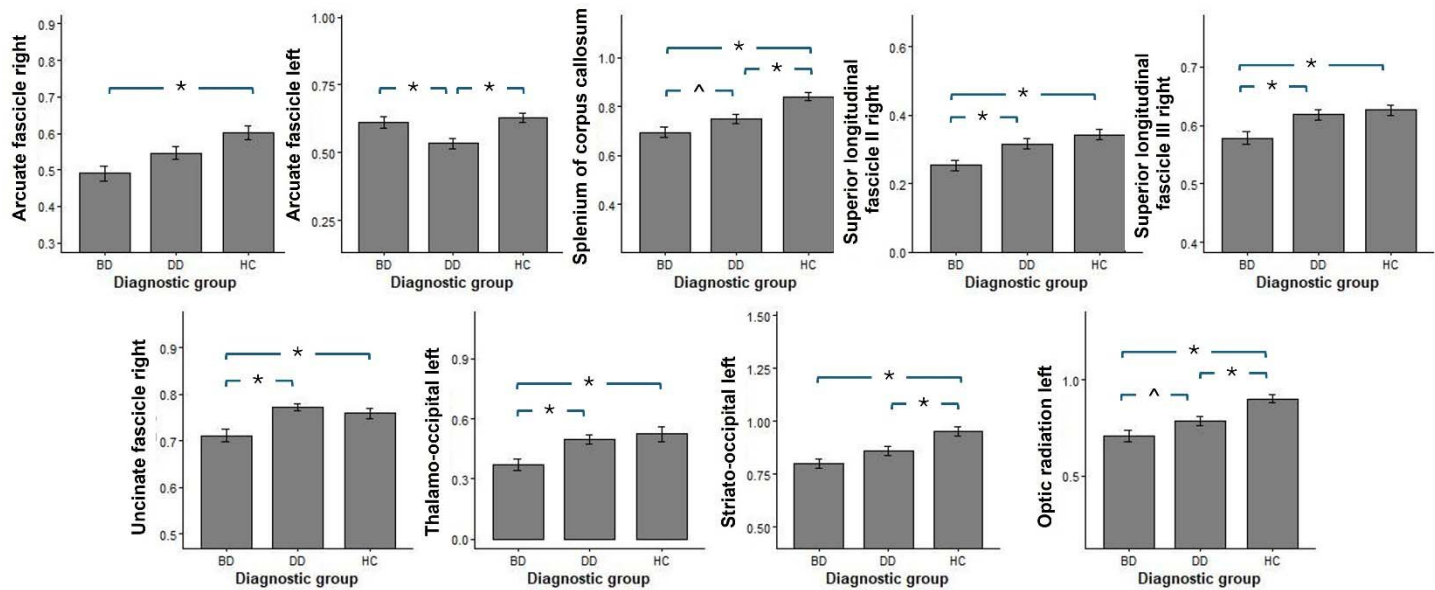 Arcuate fascicle right
0.9
0.8
0.7
0.6
0.5
0.4
0.3
BD DD HC
Diagnostic group
Arcuate fascicle left
1.00
0.75
0.50
0.25
BD DD HC
Diagnostic group
Splenium of corpus callosum
1.0
0.8
0.6
0.4
BD DD HC
Diagnostic group
Superior longitudinal
fascicle II right
0.6
0.4
0.2
0.0
BD DD HC
Diagnostic group
Superior longitudinal
fascicle III right
0.7
0.6
0.5
0.4
BD DD HC
Diagnostic group
Uncinate fascicle right
0.9
0.8
0.7
0.6
0.5
BD DD HC
Diagnostic group
Thalamo-occipital left
0.9
0.6
0.3
0.0
BD DD HC
Diagnostic group
Striato-occipital left
1.50
1.25
1.00
0.75
0.50
BD DD HC
Diagnostic group
Optic radiation left
1.0
0.5
BD DD HC
Diagnostic group